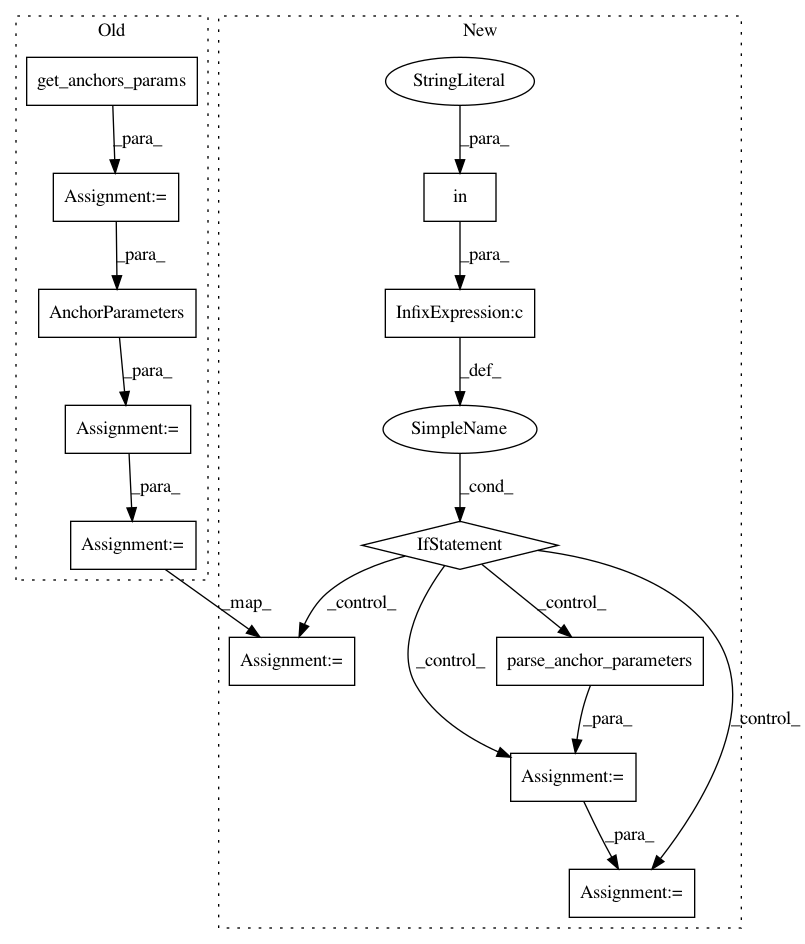 Old
New
get_anchors_params
StringLiteral
_para_
_para_
Assignment:=
in
_para_
_para_
AnchorParameters
InfixExpression:c
_para_
_def_
Assignment:=
SimpleName
_para_
_cond_
Assignment:=
IfStatement
_map_
_control_
_control_
Assignment:=
_control_
parse_anchor_parameters
_para_
_control_
Assignment:=
_para_
Assignment:=